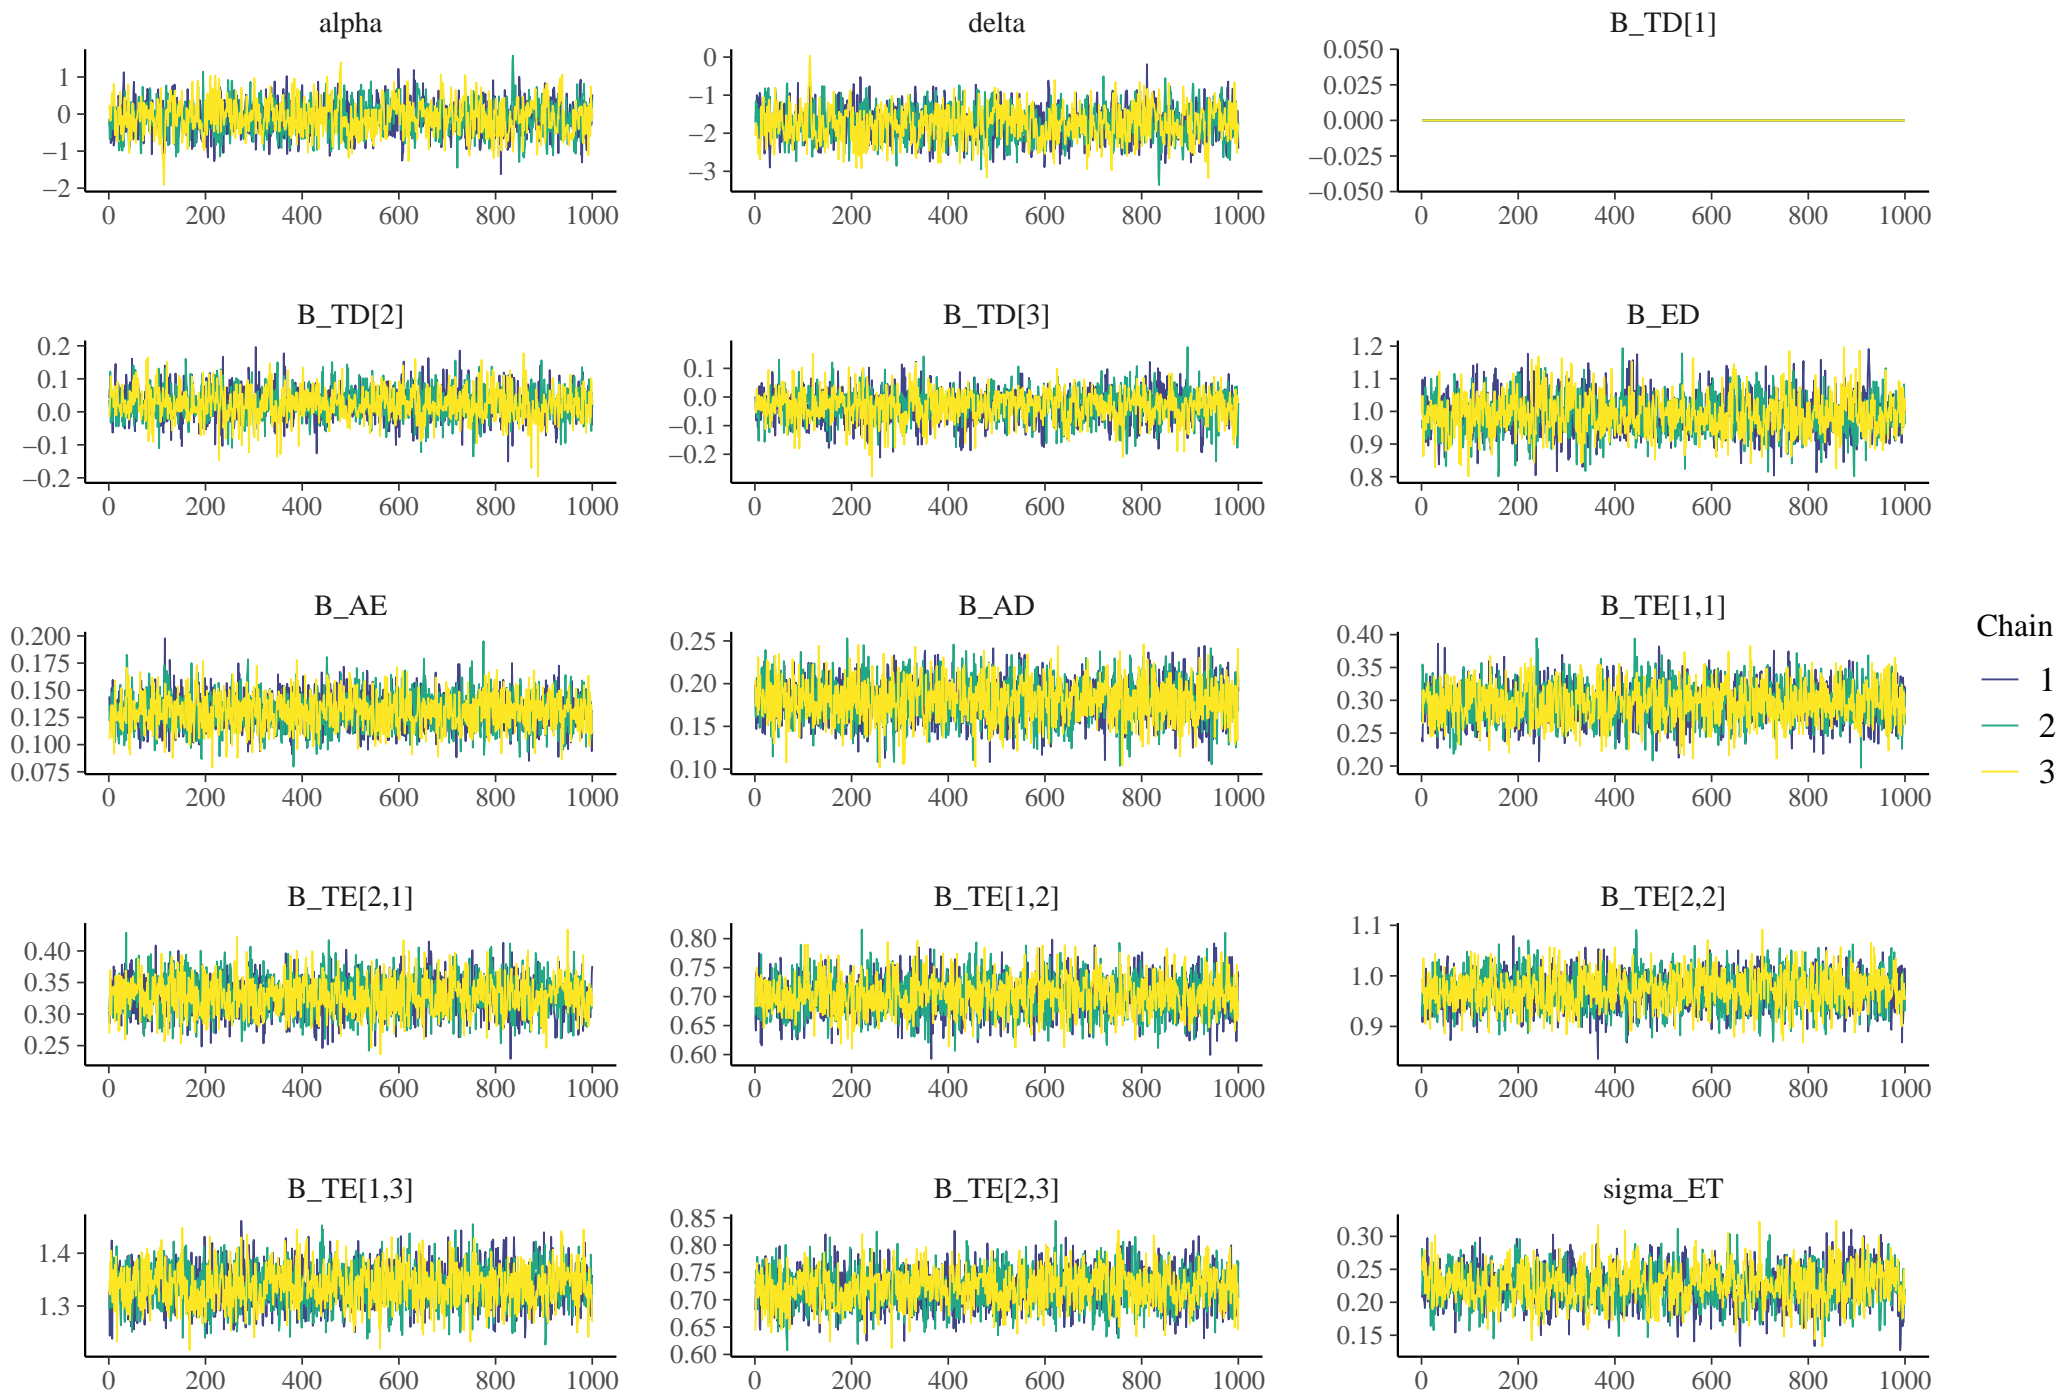 alpha
1
0
−1
−2
0 200 400 600 800 1000
delta
0
−1
−2
−3
0 200 400 600 800 1000
B_TD[1]
0.050
0.025
0.000
−0.025
−0.050
0 200 400 600 800 1000
B_TD[2]
0.2
0.1
0.0
−0.1
−0.2
0 200 400 600 800 1000
B_TD[3]
0.1
0.0
−0.1
−0.2
0 200 400 600 800 1000
B_ED
1.2
1.1
1.0
0.9
0.8
0 200 400 600 800 1000
B_AE
0.200
0.175
0.150
0.125
0.100
0.075
0 200 400 600 800 1000
B_AD
0.25
0.20
0.15
0.10
0 200 400 600 800 1000
B_TE[1,1]
0.40
0.35
0.30
0.25
0.20
0 200 400 600 800 1000
Chain
1
2
3
B_TE[2,1]
0.40
0.35
0.30
0.25
0 200 400 600 800 1000
B_TE[1,2]
0.80
0.75
0.70
0.65
0.60
0 200 400 600 800 1000
B_TE[2,2]
1.1
1.0
0.9
0 200 400 600 800 1000
B_TE[1,3]
1.4
1.3
0 200 400 600 800 1000
B_TE[2,3]
0.85
0.80
0.75
0.70
0.65
0.60
0 200 400 600 800 1000
sigma_ET
0.30
0.25
0.20
0.15
0 200 400 600 800 1000